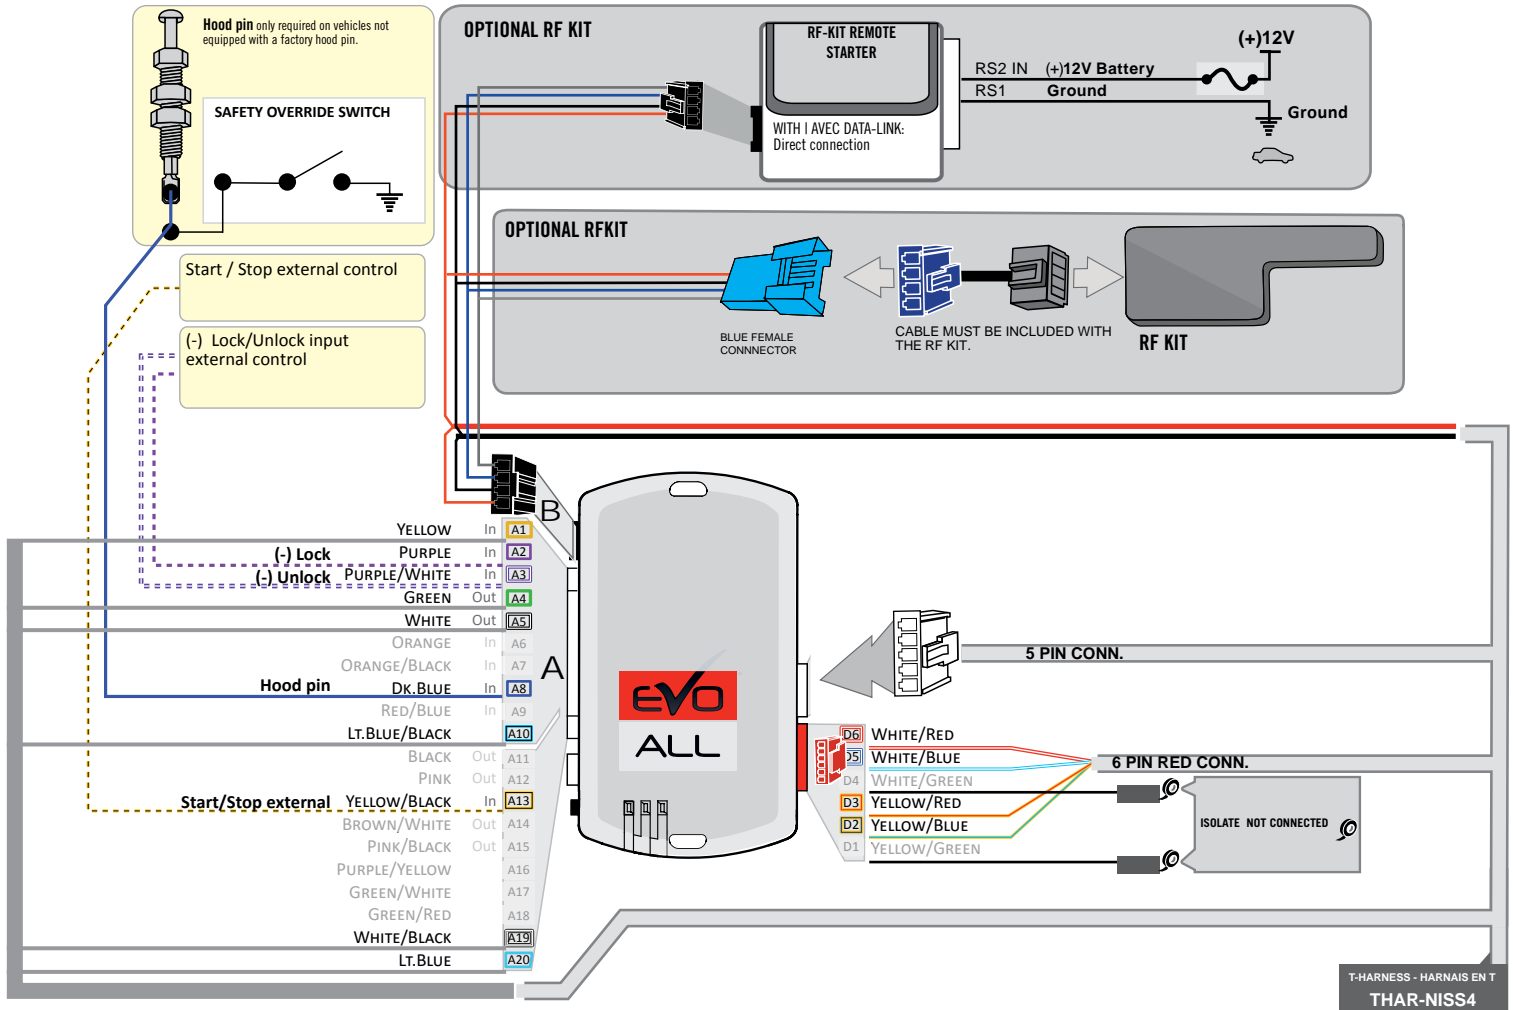 Hood pin only required on vehicles not
equipped with a factory hood pin.
SAFETY OVERRIDE SWITCH
OPTIONAL RF KIT
RF-KIT REMOTE
STARTER
WITH | AVEC DATA-LINK:
Direct connection
RS2 IN (+)12V Battery
RS1 Ground
(+)12V
Ground
Start / Stop external control
(-) Lock/Unlock input
external control
OPTIONAL RFKIT
BLUE FEMALE
CONNNECTOR
CABLE MUST BE INCLUDED WITH
THE RF KIT.
RF KIT
B
A
YELLOW In A1
(-) Lock PURPLE In A2
(-) Unlock PURPLE/WHITE In A3
GREEN Out A4
WHITE Out A5
ORANGE In A6
ORANGE/BLACK In A7
Hood pin DK.BLUE In A8
RED/BLUE In A9
LT.BLUE/BLACK A10
BLACK Out A11
PINK Out A12
Start/Stop external YELLOW/BLACK In A13
BROWN/WHITE Out A14
PINK/BLACK Out A15
PURPLE/YELLOW A16
GREEN/WHITE A17
GREEN/RED A18
WHITE/BLACK A19
LT.BLUE A20
EVO
ALL
5 PIN CONN.
D6 WHITE/RED
D5 WHITE/BLUE
D4 WHITE/GREEN
D3 YELLOW/RED
D2 YELLOW/BLUE
D1 YELLOW/GREEN
6 PIN RED CONN.
ISOLATE NOT CONNECTED
T-HARNESS - HARNAIS EN T
THAR-NISS4